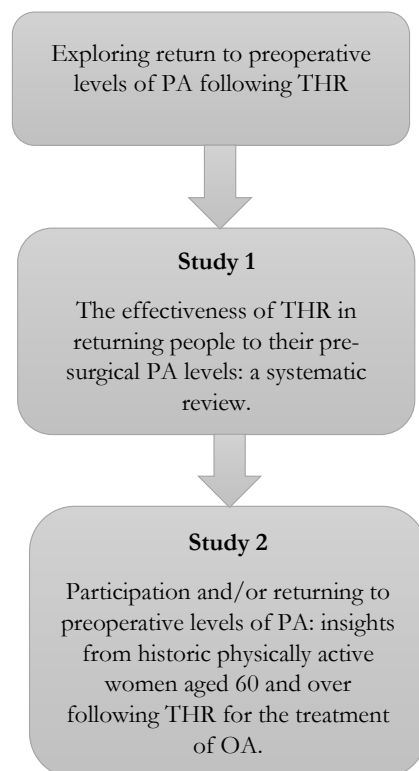 Exploring return to preoperative
levels of PA following THR
Study 1
The effectiveness of THR in
returning people to their pre-
surgical PA levels: a systematic
review.
Study 2
Participation and/or returning to
preoperative levels of PA: insights
from historic physically active
women aged 60 and over
following THR for the treatment
of OA.